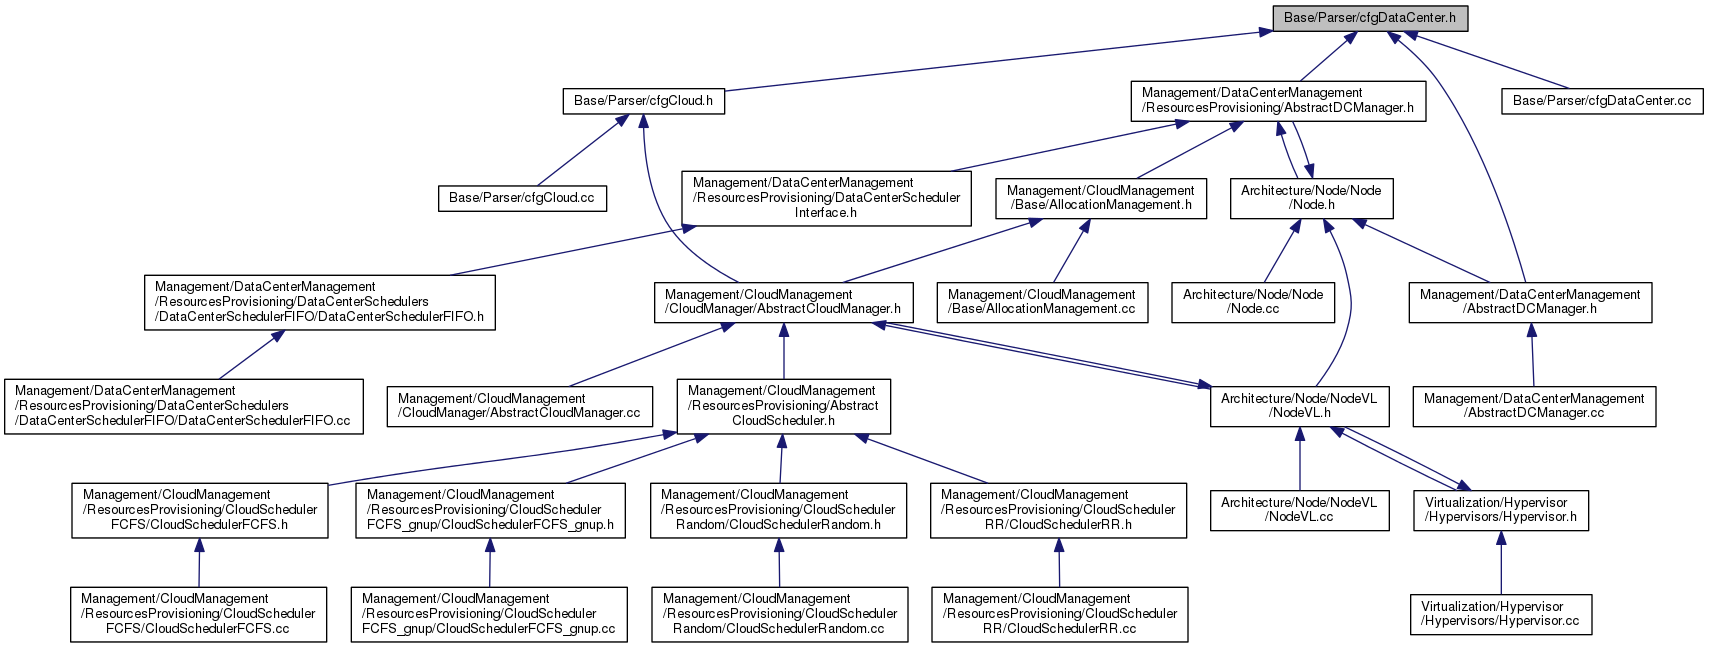 Base/Parser/cfgDataCenter.h
Base/Parser/cfgCloud.h
Management/DataCenterManagement
/ResourcesProvisioning/AbstractDCManager.h
Base/Parser/cfgDataCenter.cc
Base/Parser/cfgCloud.cc
Management/DataCenterManagement
/ResourcesProvisioning/DataCenterScheduler
Interface.h
Management/CloudManagement
/Base/AllocationManagement.h
Architecture/Node/Node
/Node.h
Management/DataCenterManagement
/ResourcesProvisioning/DataCenterSchedulers
/DataCenterSchedulerFIFO/DataCenterSchedulerFIFO.h
Management/CloudManagement
/CloudManager/AbstractCloudManager.h
Management/CloudManagement
/Base/AllocationManagement.cc
Architecture/Node/Node
/Node.cc
Management/DataCenterManagement
/AbstractDCManager.h
Management/DataCenterManagement
/ResourcesProvisioning/DataCenterSchedulers
/DataCenterSchedulerFIFO/DataCenterSchedulerFIFO.cc
Management/CloudManagement
/CloudManager/AbstractCloudManager.cc
Management/CloudManagement
/ResourcesProvisioning/Abstract
CloudScheduler.h
Architecture/Node/NodeVL
/NodeVL.h
Management/DataCenterManagement
/AbstractDCManager.cc
Management/CloudManagement
/ResourcesProvisioning/CloudScheduler
FCFS/CloudSchedulerFCFS.h
Management/CloudManagement
/ResourcesProvisioning/CloudScheduler
FCFS_gnup/CloudSchedulerFCFS_gnup.h
Management/CloudManagement
/ResourcesProvisioning/CloudScheduler
Random/CloudSchedulerRandom.h
Management/CloudManagement
/ResourcesProvisioning/CloudScheduler
RR/CloudSchedulerRR.h
Architecture/Node/NodeVL
/NodeVL.cc
Virtualization/Hypervisor
/Hypervisors/Hypervisor.h
Management/CloudManagement
/ResourcesProvisioning/CloudScheduler
FCFS/CloudSchedulerFCFS.cc
Management/CloudManagement
/ResourcesProvisioning/CloudScheduler
FCFS_gnup/CloudSchedulerFCFS_gnup.cc
Management/CloudManagement
/ResourcesProvisioning/CloudScheduler
Random/CloudSchedulerRandom.cc
Management/CloudManagement
/ResourcesProvisioning/CloudScheduler
RR/CloudSchedulerRR.cc
Virtualization/Hypervisor
/Hypervisors/Hypervisor.cc